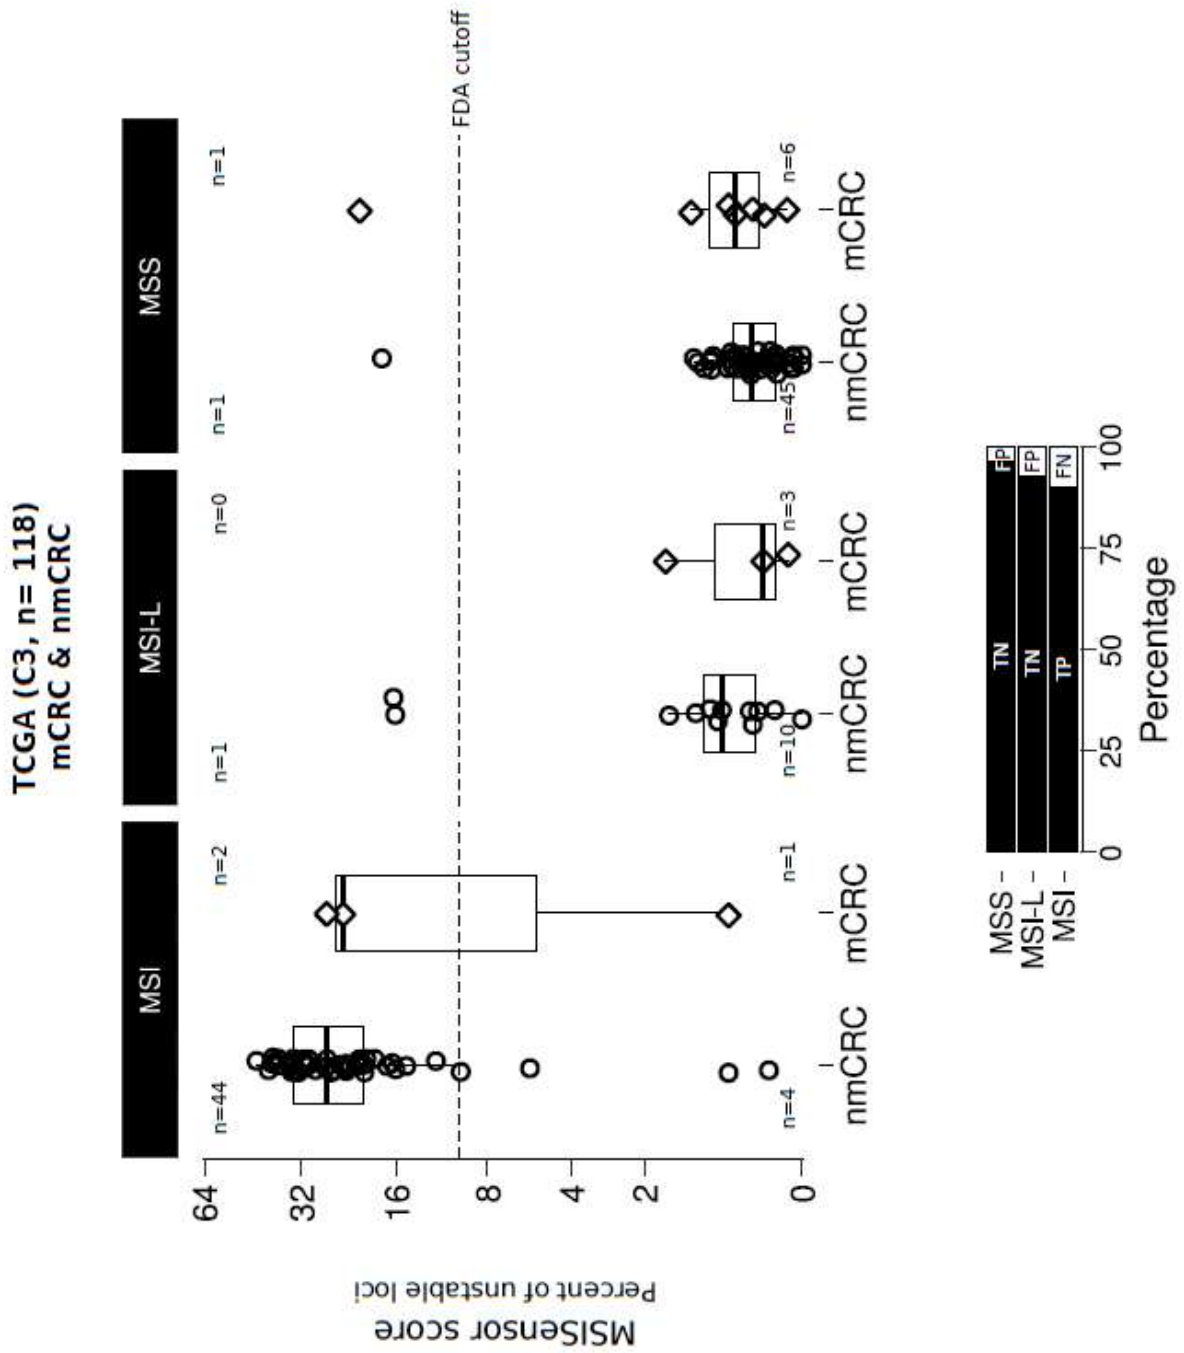 TCGA (C3, n= 118)
mCRC & nmCRC
MSI
MSI-L
MSS
n=44
n=2
n=1
n=0
n=1
n=1
FDA cutoff
64
32
16
8
4
2
0
MSISensor score
Percent of unstable loci
n=4
n=1
n=10
n=3
n=45
n=6
nmCRC
mCRC
nmCRC
mCRC
nmCRC
mCRC
MSS
TN
FP
MSI-L
TN
FP
MSI
TP
FN
0
25
50
75
100
Percentage